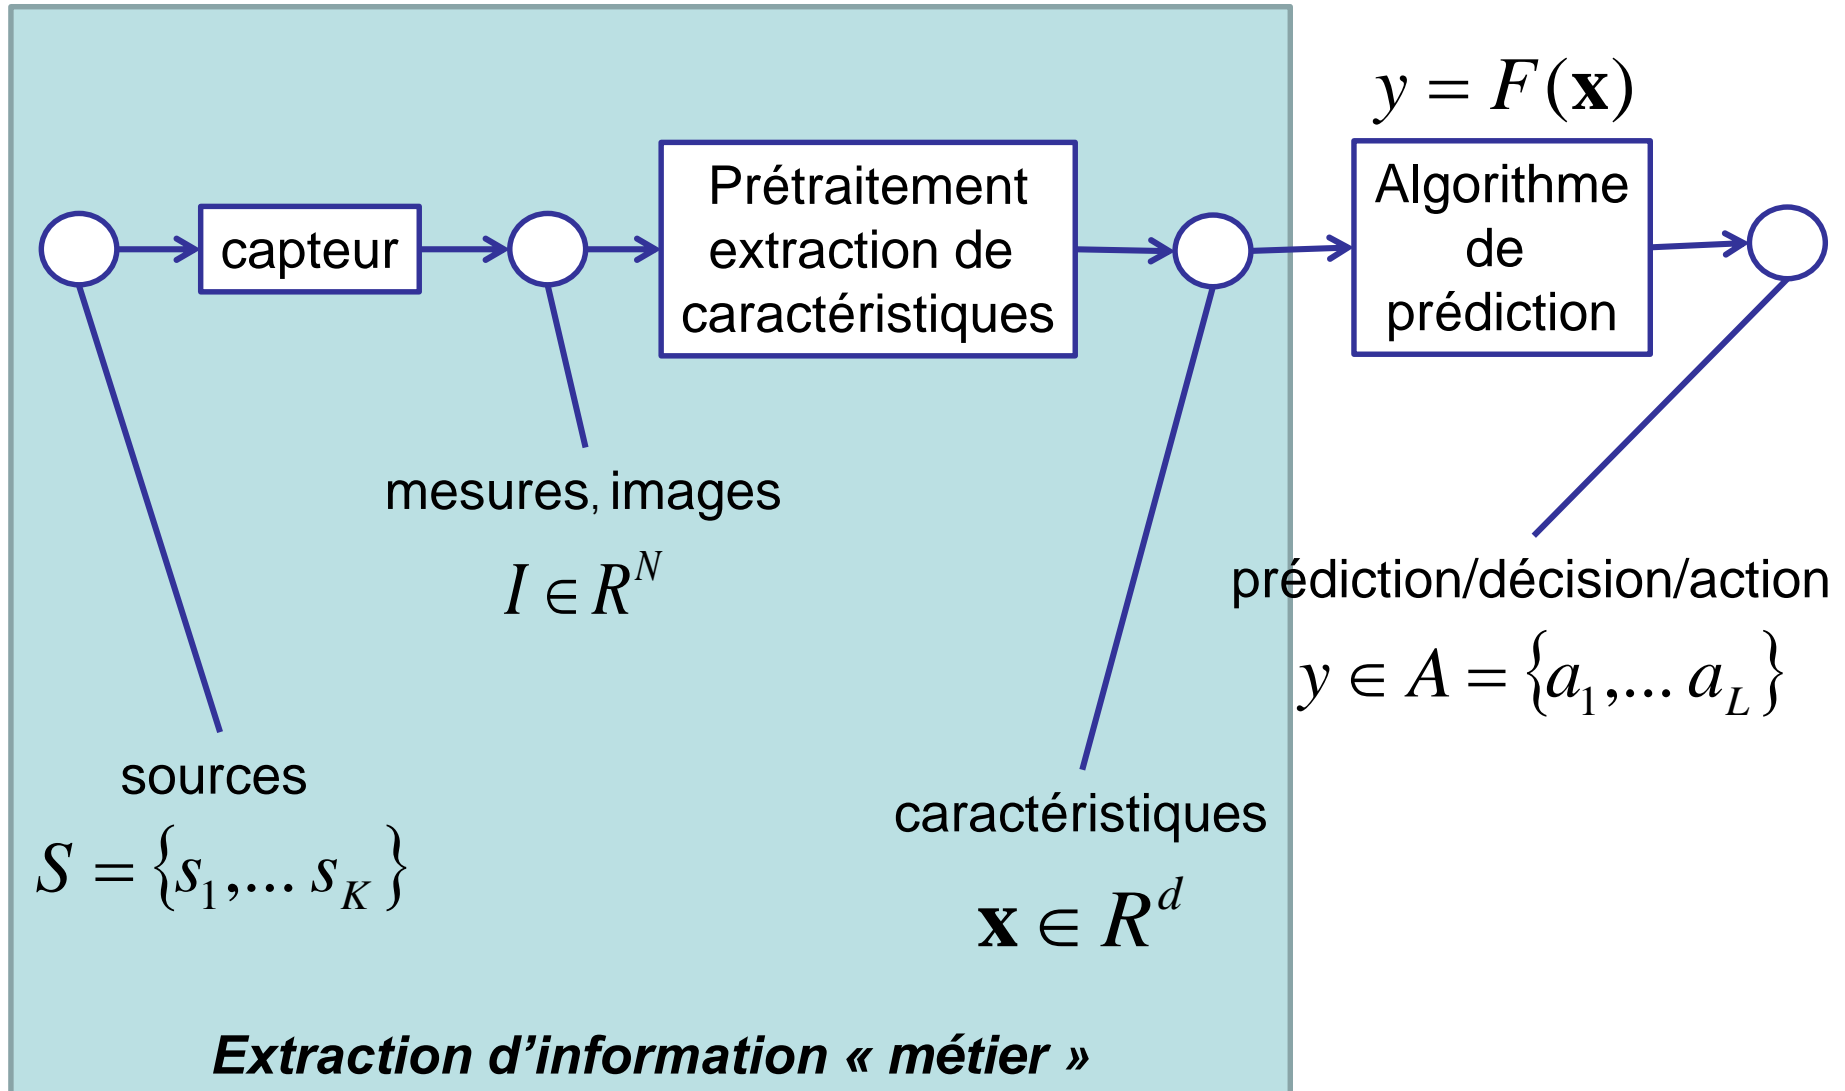 y = F(x)
capteur
Prétraitement
extraction de
caractéristiques
Algorithme
de
prédiction
mesures, images
I ∈ R^N
prédiction/décision/action
y ∈ A = {a_1,... a_L}
sources
S = {s_1,... s_K}
caractéristiques
x ∈ R^d
Extraction d’information « métier »